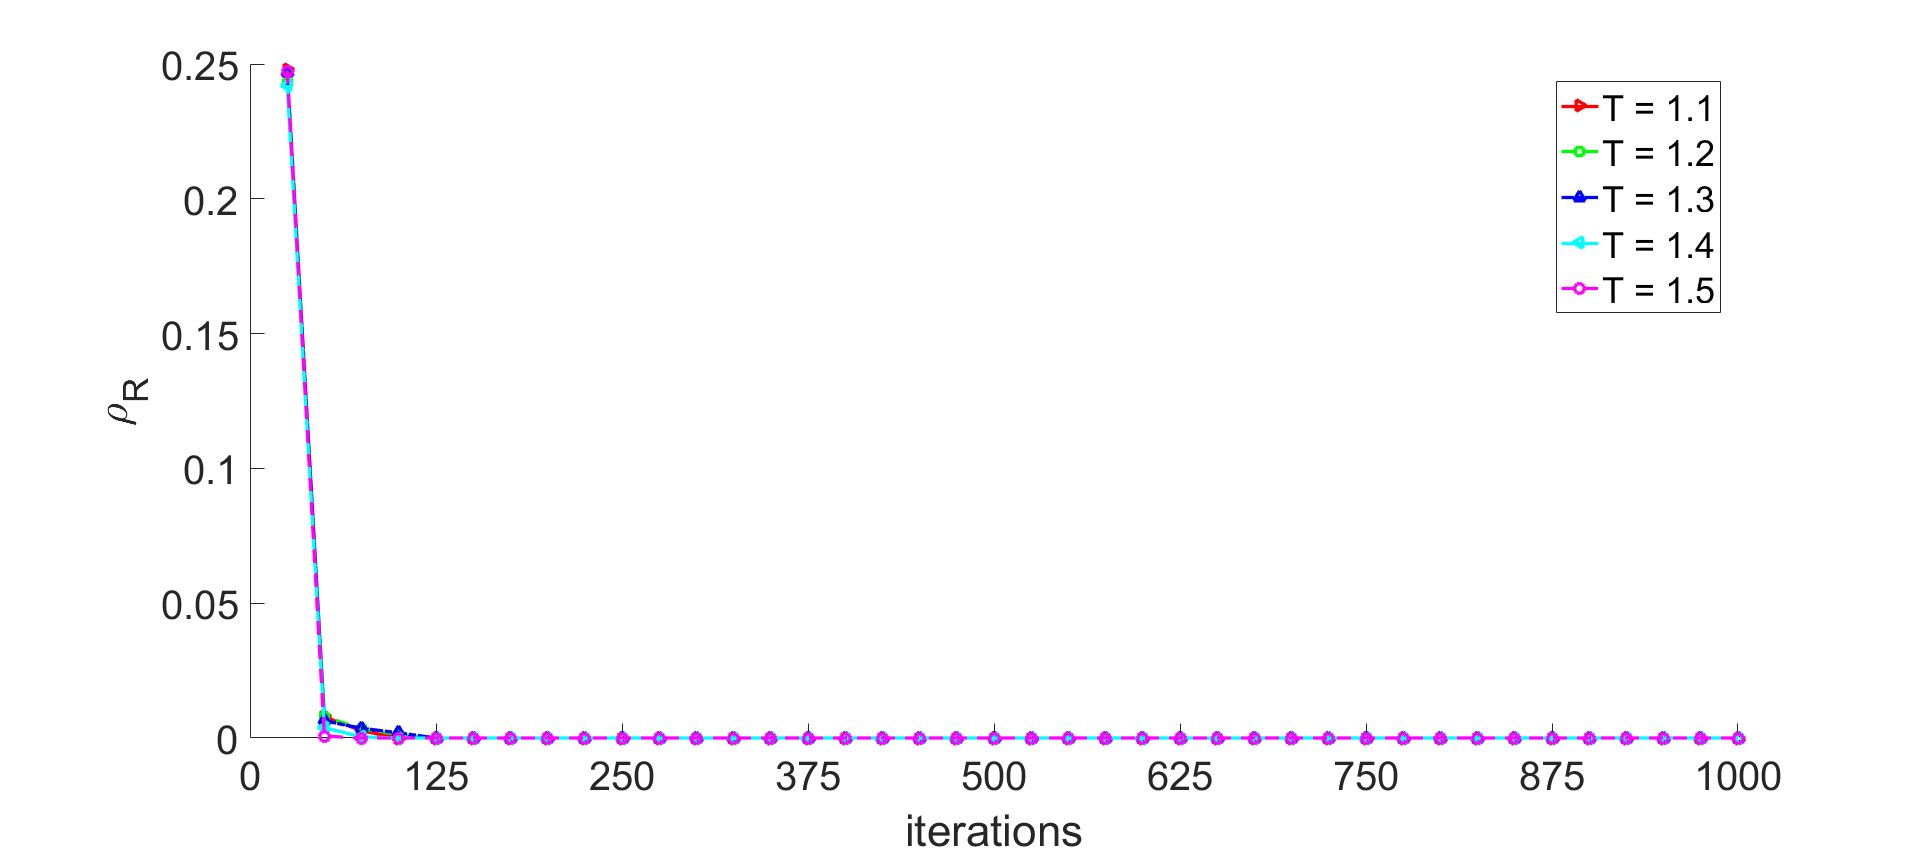 0.25
0.2
0.15
0.1
0.05
0
ρR
T = 1.1
T = 1.2
T = 1.3
T = 1.4
T = 1.5
0 125 250 375 500 625 750 875 1000
iterations